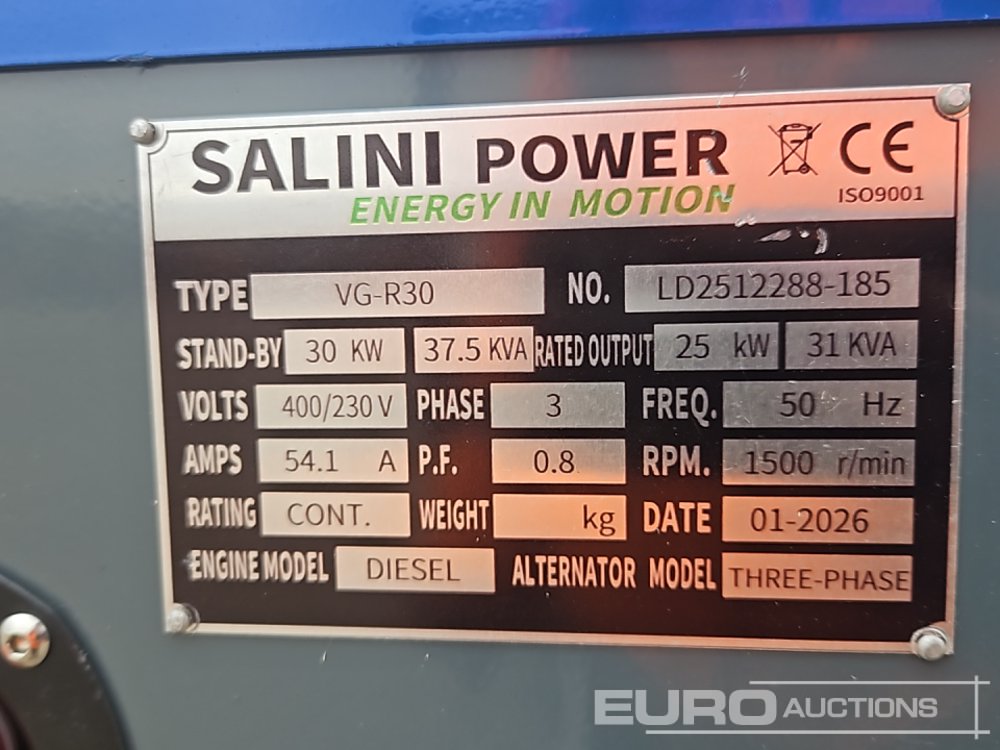 SALINI POWER CE
ENERGY IN MOTION ISO9001
TYPE VG-R30 NO. LD2512288-185
STAND-BY 30 KW 37.5 KVA RATED OUTPUT 25 kW 31 KVA
VOLTS 400/230 V PHASE 3 FREQ. 50 Hz
AMPS 54.1 A P.F. 0.8 RPM. 1500 r/min
RATING CONT. WEIGHT kg DATE 01-2026
ENGINE MODEL DIESEL ALTERNATOR MODEL THREE-PHASE
EURO AUCTIONS